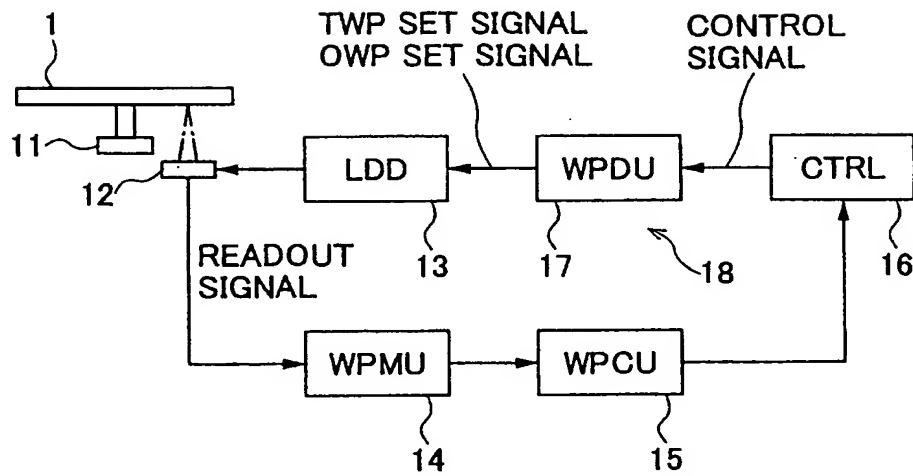 1
TWP SET SIGNAL
OWP SET SIGNAL
CONTROL
SIGNAL
11
12
LDD
WPDU
CTRL
13
17
18
16
READOUT
SIGNAL
WPMU
WPCU
14
15